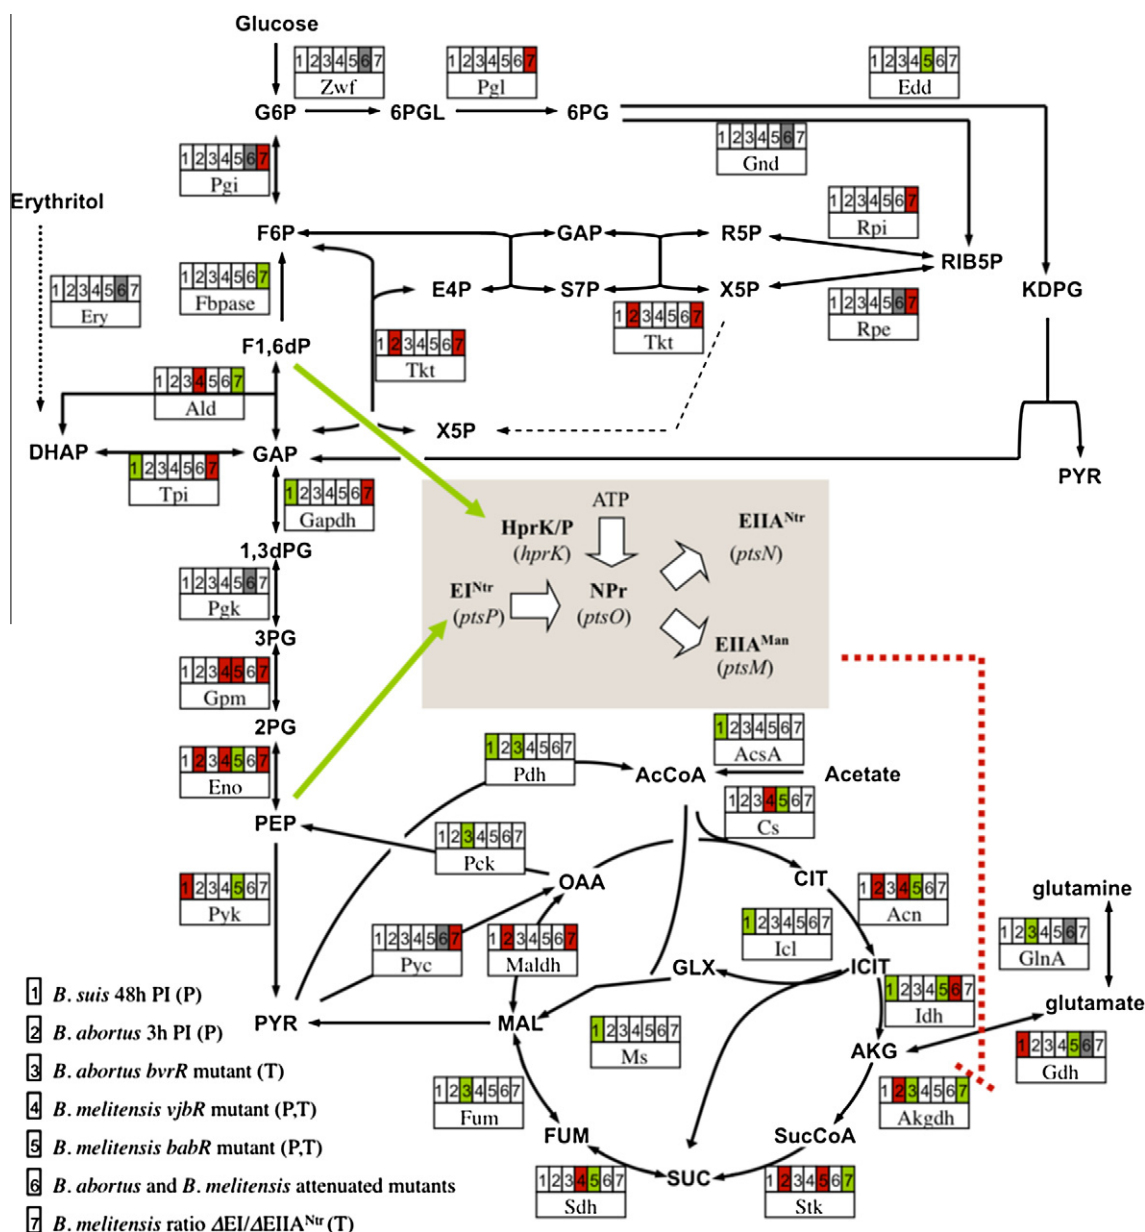 Glucose
1234567
Zwf
1234567
Pgl
1234567
Edd
G6P
6PGL
6PG
1234567
Gnd
1234567
Pgi
Erythritol
1234567
Rpi
F6P
GAP
R5P
RIB5P
1234567
Fbpase
1234567
Ery
E4P
S7P
X5P
KDPG
1234567
Rpe
1234567
Tkt
1234567
Tkt
F1,6dP
1234567
Ald
X5P
DHAP
GAP
PYR
1234567
Tpi
1234567
Gapdh
ATP
HprK/P
(hprK)
EIIA^Ntr
(ptsN)
1,3dPG
1234567
Pgk
EI^Ntr
(ptsP)
NPr
(ptsO)
3PG
EIIA^Man
(ptsM)
1234567
Gpm
2PG
1234567
Eno
1234567
Pdh
1234567
AcsA
AcCoA
Acetate
1234567
Cs
PEP
1234567
Pck
OAA
CIT
1234567
Pyk
1234567
Acn
glutamine
1234567
Icl
1234567
GlnA
1234567
Pyc
1234567
Maldh
GLX
ICIT
1234567
Idh
glutamate
PYR
MAL
1234567
Ms
AKG
1234567
Gdh
1234567
Fum
1234567
Akgdh
FUM
SucCoA
SUC
1234567
Sdh
1234567
Stk
1 B. suis 48h PI (P)
2 B. abortus 3h PI (P)
3 B. abortus bvrR mutant (T)
4 B. melitensis vjbR mutant (P,T)
5 B. melitensis babR mutant (P,T)
6 B. abortus and B. melitensis attenuated mutants
7 B. melitensis ratio ΔEI/ΔEIIA^Ntr (T)